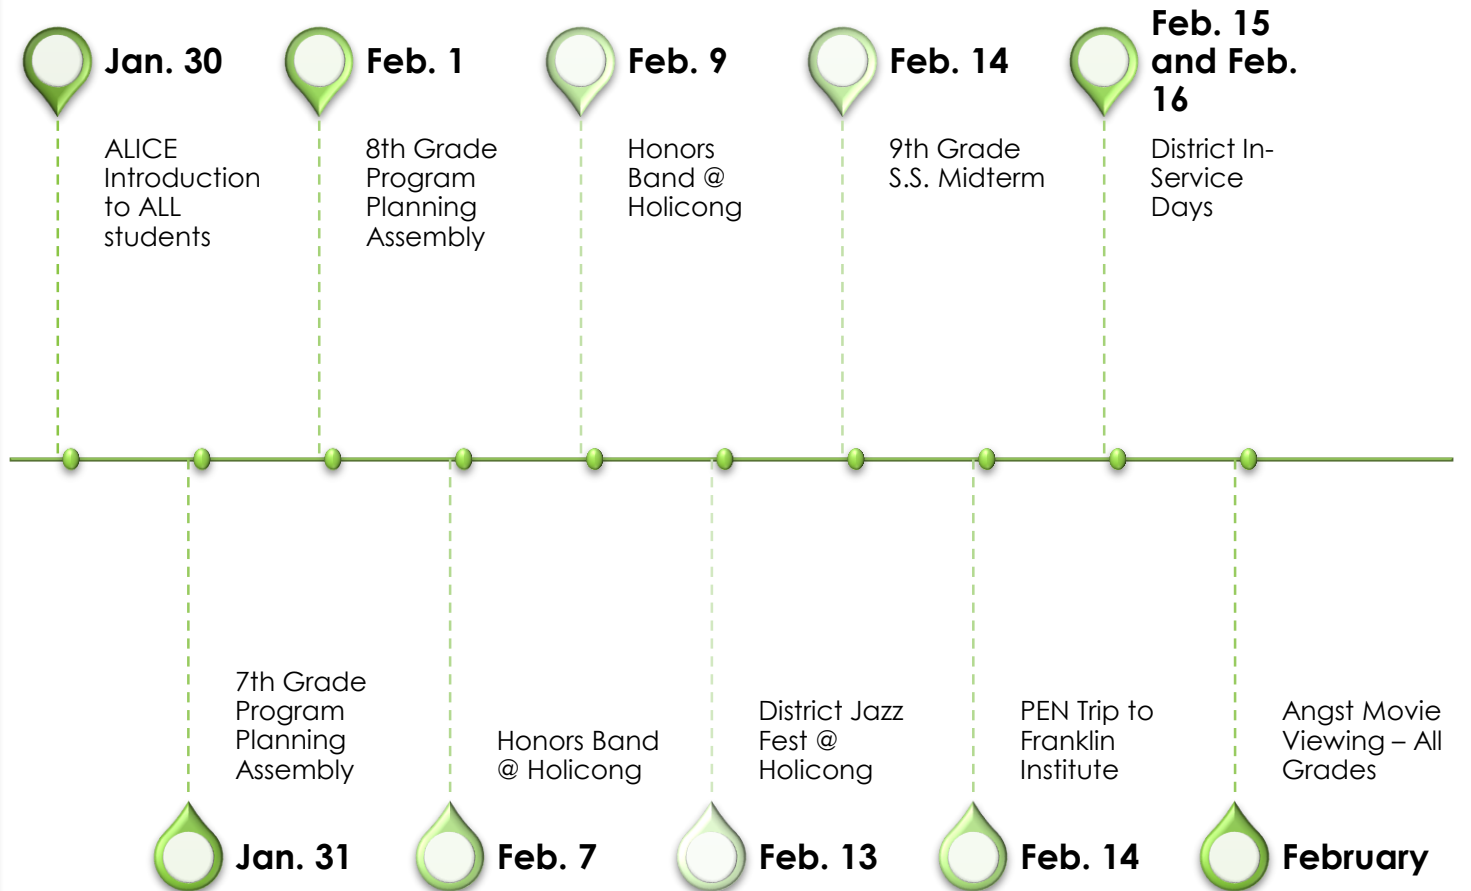 Jan. 30
ALICE
Introduction
to ALL
students
Feb. 1
8th Grade
Program
Planning
Assembly
Feb. 9
Honors
Band @
Holicong
Feb. 14
9th Grade
S.S. Midterm
Feb. 15
and Feb.
16
District In-
Service
Days
7th Grade
Program
Planning
Assembly
Jan. 31
Honors Band
@ Holicong
Feb. 7
District Jazz
Fest @
Holicong
Feb. 13
PEN Trip to
Franklin
Institute
Feb. 14
Angst Movie
Viewing – All
Grades
February